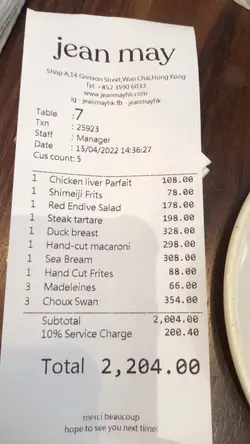 jean may
Shop A,14 Gresson Street,Wan Chai,Hong Kong
Tel: +852 3590 6033
www.jeanmayhk.com
ig - jeanmayhk.fb - jeanmayhk
Table : 7
Txn : 25923
Staff : Manager
Date : 15/04/2022 14:36:27
Cus count: 5
1 Chicken liver Parfait 108.00
1 Shimeiji Frits 78.00
1 Red Endive Salad 178.00
1 Steak tartare 198.00
1 Duck breast 328.00
1 Hand-cut macaroni 298.00
1 Sea Bream 308.00
1 Hand Cut Frites 88.00
3 Madeleines 66.00
3 Choux Swan 354.00
Subtotal 2,004.00
10% Service Charge 200.40
Total 2,204.00
merci beaucoup
hope to see you next time!